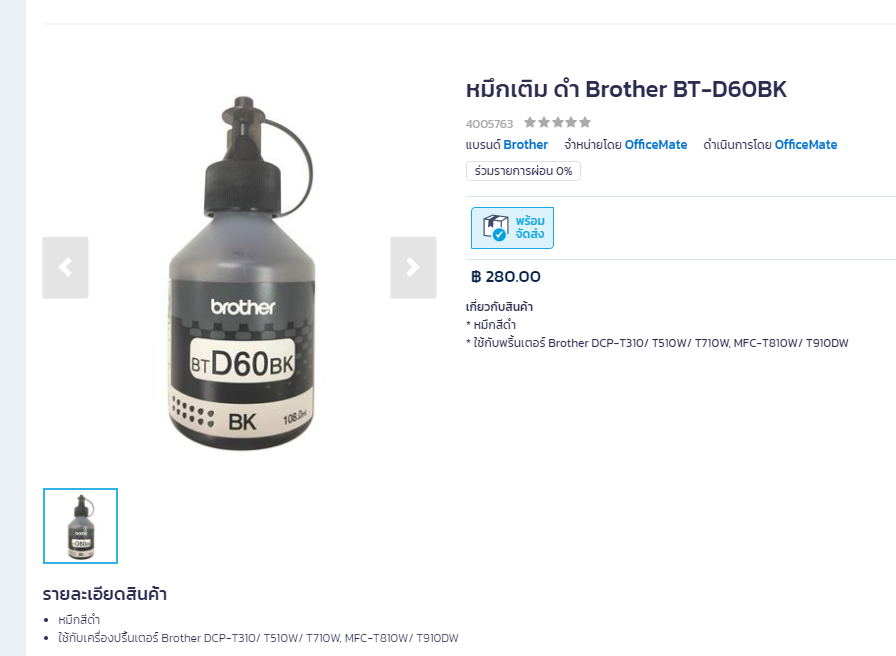 หมึกเติม ดำ Brother BT-D60BK
4005763
แบรนด์ Brother จำหน่ายโดย OfficeMate ดำเนินการโดย OfficeMate
ร่วมรายการผ่อน 0%
พร้อม
จัดส่ง
฿ 280.00
เกี่ยวกับสินค้า
* หมึกสีดำ
* ใช้กับพริ้นเตอร์ Brother DCP-T310/ T510W/ T710W, MFC-T810W/ T910DW
brother
BTD60BK
BK 108.0ml
brother
D60BK
BK
รายละเอียดสินค้า
• หมึกสีดำ
• ใช้กับเครื่องปริ้นเตอร์ Brother DCP-T310/ T510W/ T710W, MFC-T810W/ T910DW